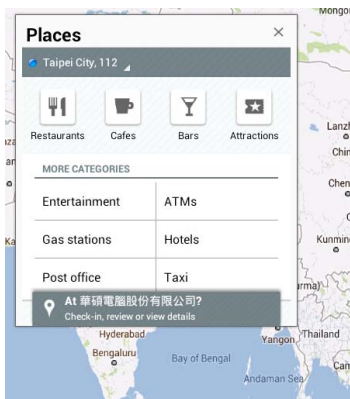 Mongo
Places
Taipei City, 112
Restaurants
Cafes
Bars
Attractions
MORE CATEGORIES
Entertainment
ATMs
Gas stations
Hotels
Post office
Taxi
At 華碩電腦股份有限公司?
Check-in, review or view details
Lanzl
Chin
Chen
Kunmin
Hyderabad
Bengaluru
Bay of Bengal
Yangon
Thailand
Andaman Sea